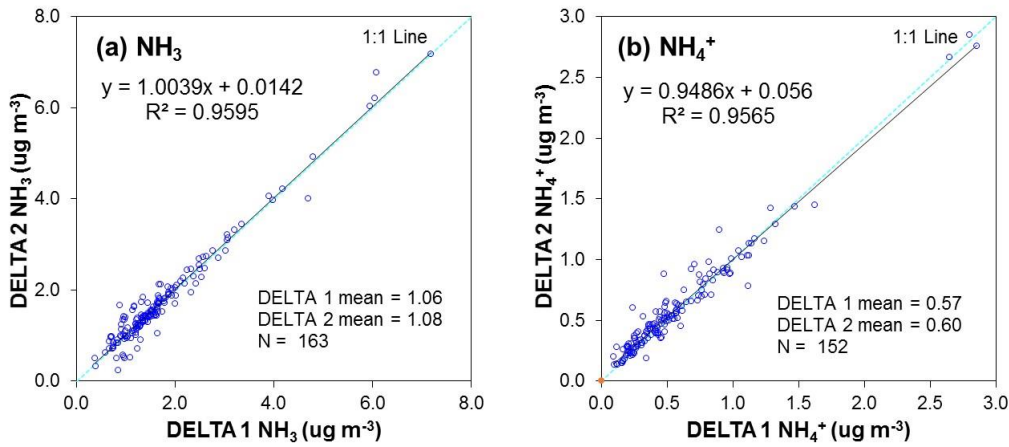 (a) NH₃
1:1 Line
y = 1.0039x + 0.0142
R² = 0.9595
DELTA 1 mean = 1.06
DELTA 2 mean = 1.08
N = 163
8.0
6.0
4.0
2.0
0.0
0.0 2.0 4.0 6.0 8.0
DELTA 2 NH₃ (ug m⁻³)
DELTA 1 NH₃ (ug m⁻³)
(b) NH₄⁺
1:1 Line
y = 0.9486x + 0.056
R² = 0.9565
DELTA 1 mean = 0.57
DELTA 2 mean = 0.60
N = 152
3.0
2.5
2.0
1.5
1.0
0.5
0.0
0.0 0.5 1.0 1.5 2.0 2.5 3.0
DELTA 2 NH₄⁺ (ug m⁻³)
DELTA 1 NH₄⁺ (ug m⁻³)